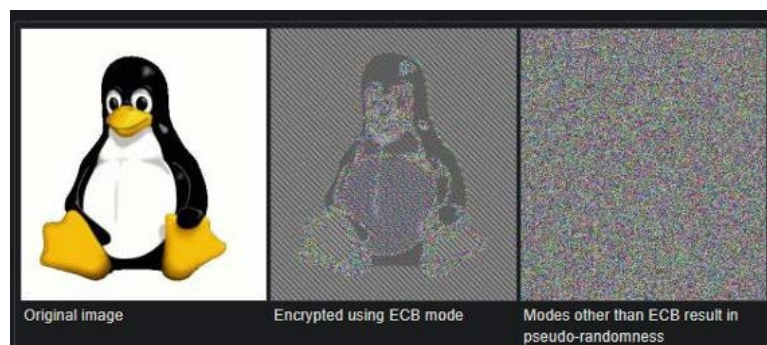 Original image
Encrypted using ECB mode
Modes other than ECB result in
pseudo-randomness